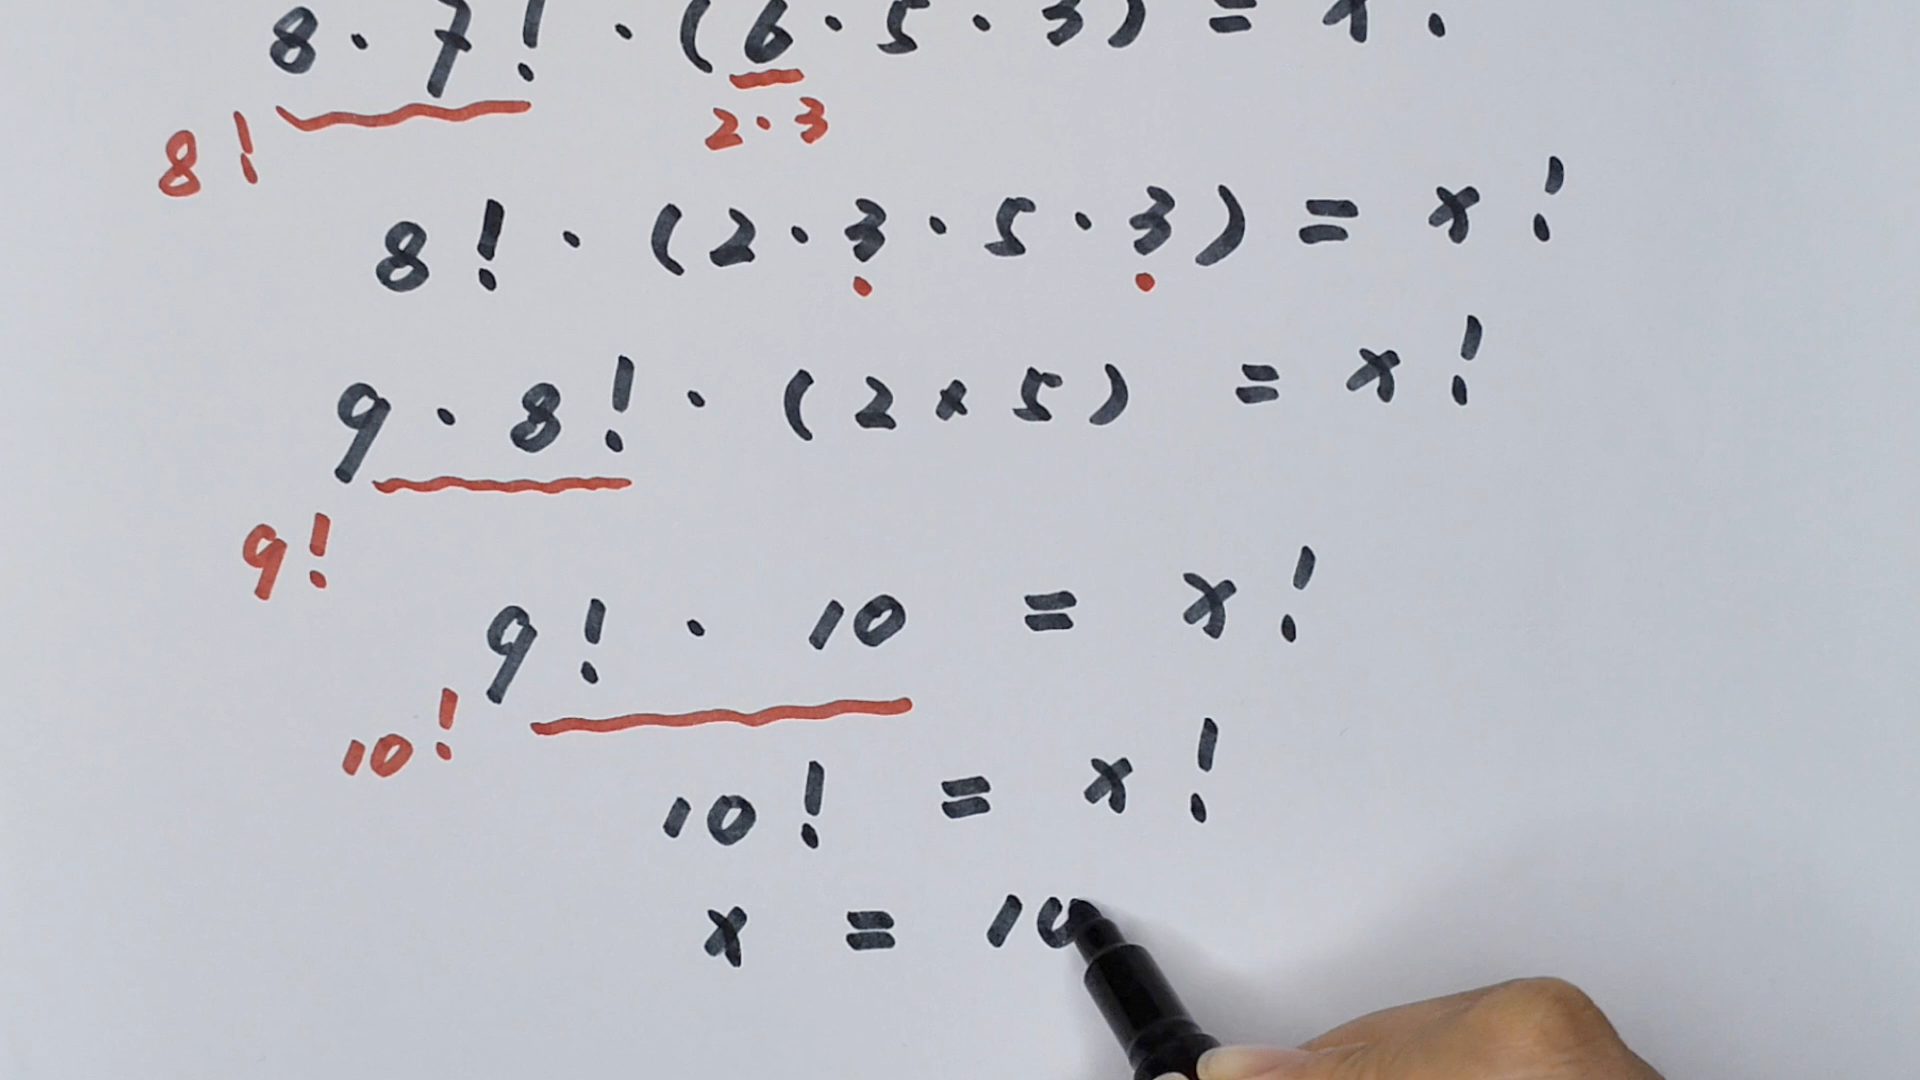 8 · 7! · (6 · 5 · 3) = x!
8! 2 · 3
8! · (2 · 3 · 5 · 3) = x!
9 · 8! · (2 × 5) = x!
9!
9! · 10 = x!
10!
10! = x!
x = 10